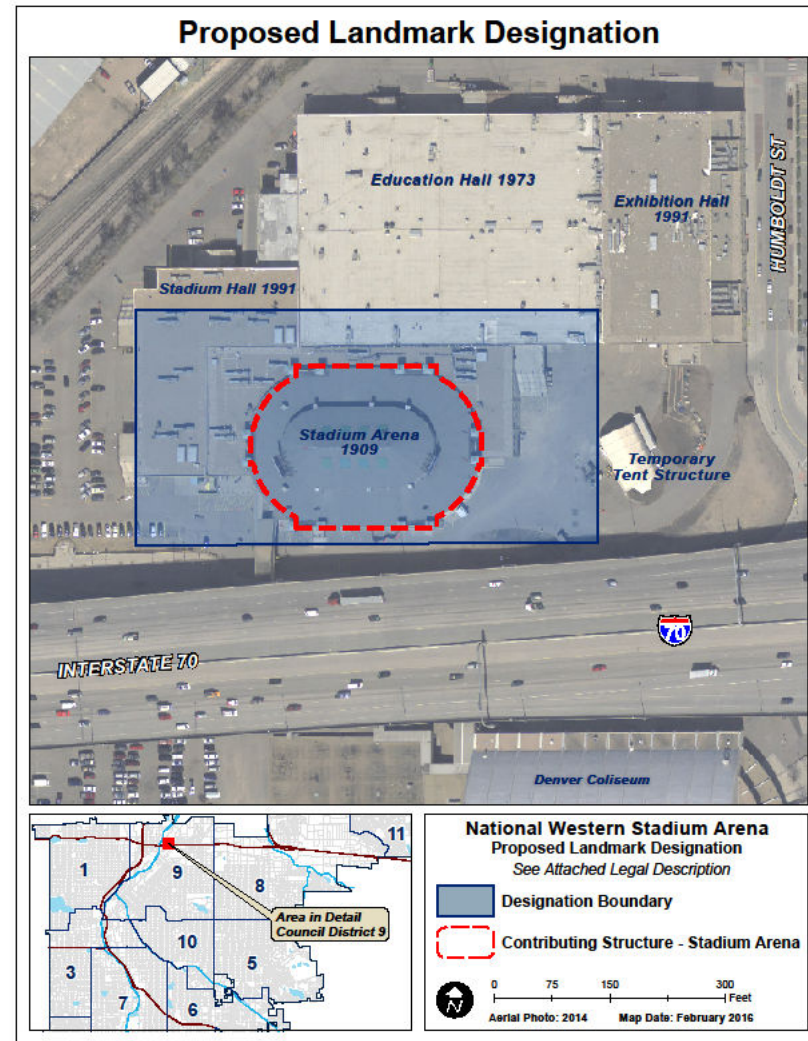 Proposed Landmark Designation
Education Hall 1973
Exhibition Hall
1991
HUMBOLDT ST
Stadium Hall 1991
Stadium Arena
1909
Temporary
Tent Structure
INTERSTATE 70
70
Denver Coliseum
1
9
8
11
10
3
5
7
6
Area in Detail
Council District 9
National Western Stadium Arena
Proposed Landmark Designation
See Attached Legal Description
Designation Boundary
Contributing Structure - Stadium Arena
N
0 75 150 300
Feet
Aerial Photo: 2014 Map Date: February 2016